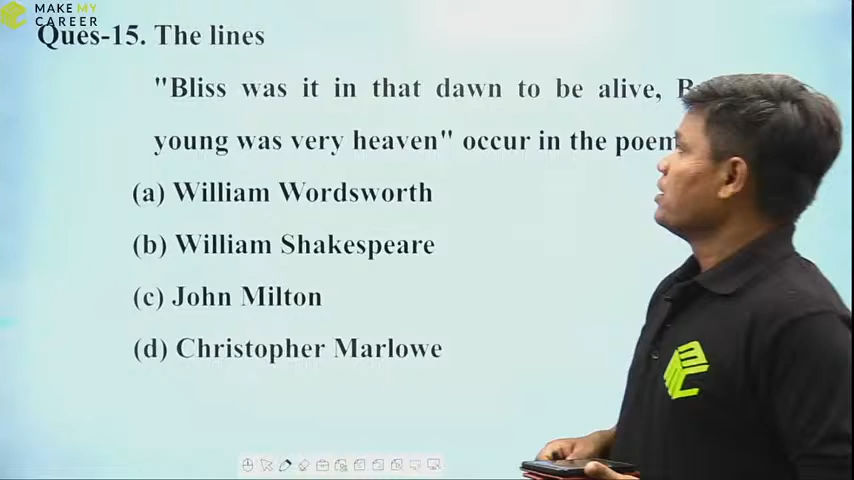 MAKE MY
CAREER
Ques-15. The lines
"Bliss was it in that dawn to be alive,
young was very heaven" occur in the poem
(a) William Wordsworth
(b) William Shakespeare
(c) John Milton
(d) Christopher Marlowe